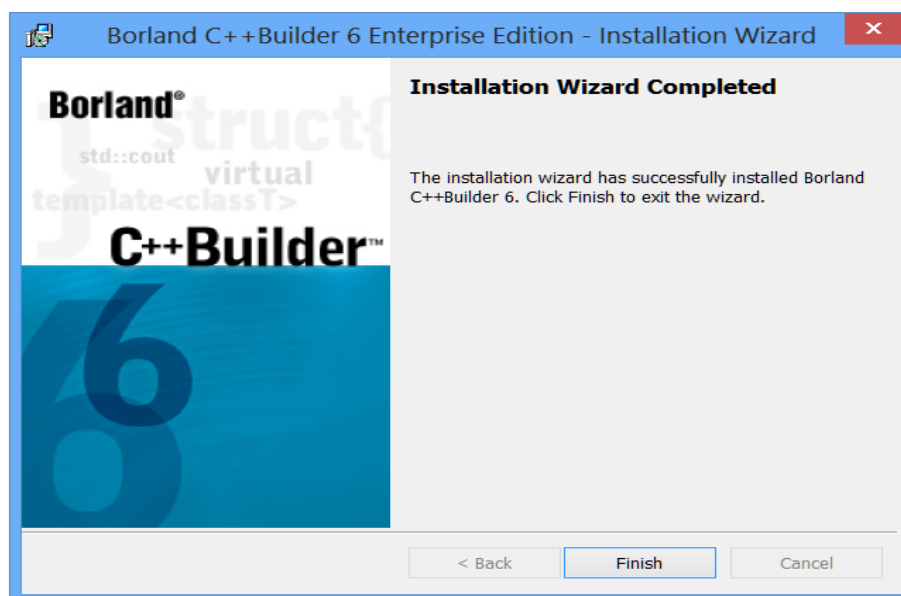 Borland C++Builder 6 Enterprise Edition - Installation Wizard
Borland®
} struct{
std::cout
virtual
template<classT>
C++Builder™
6
6
Installation Wizard Completed
The installation wizard has successfully installed Borland
C++Builder 6. Click Finish to exit the wizard.
< Back
Finish
Cancel